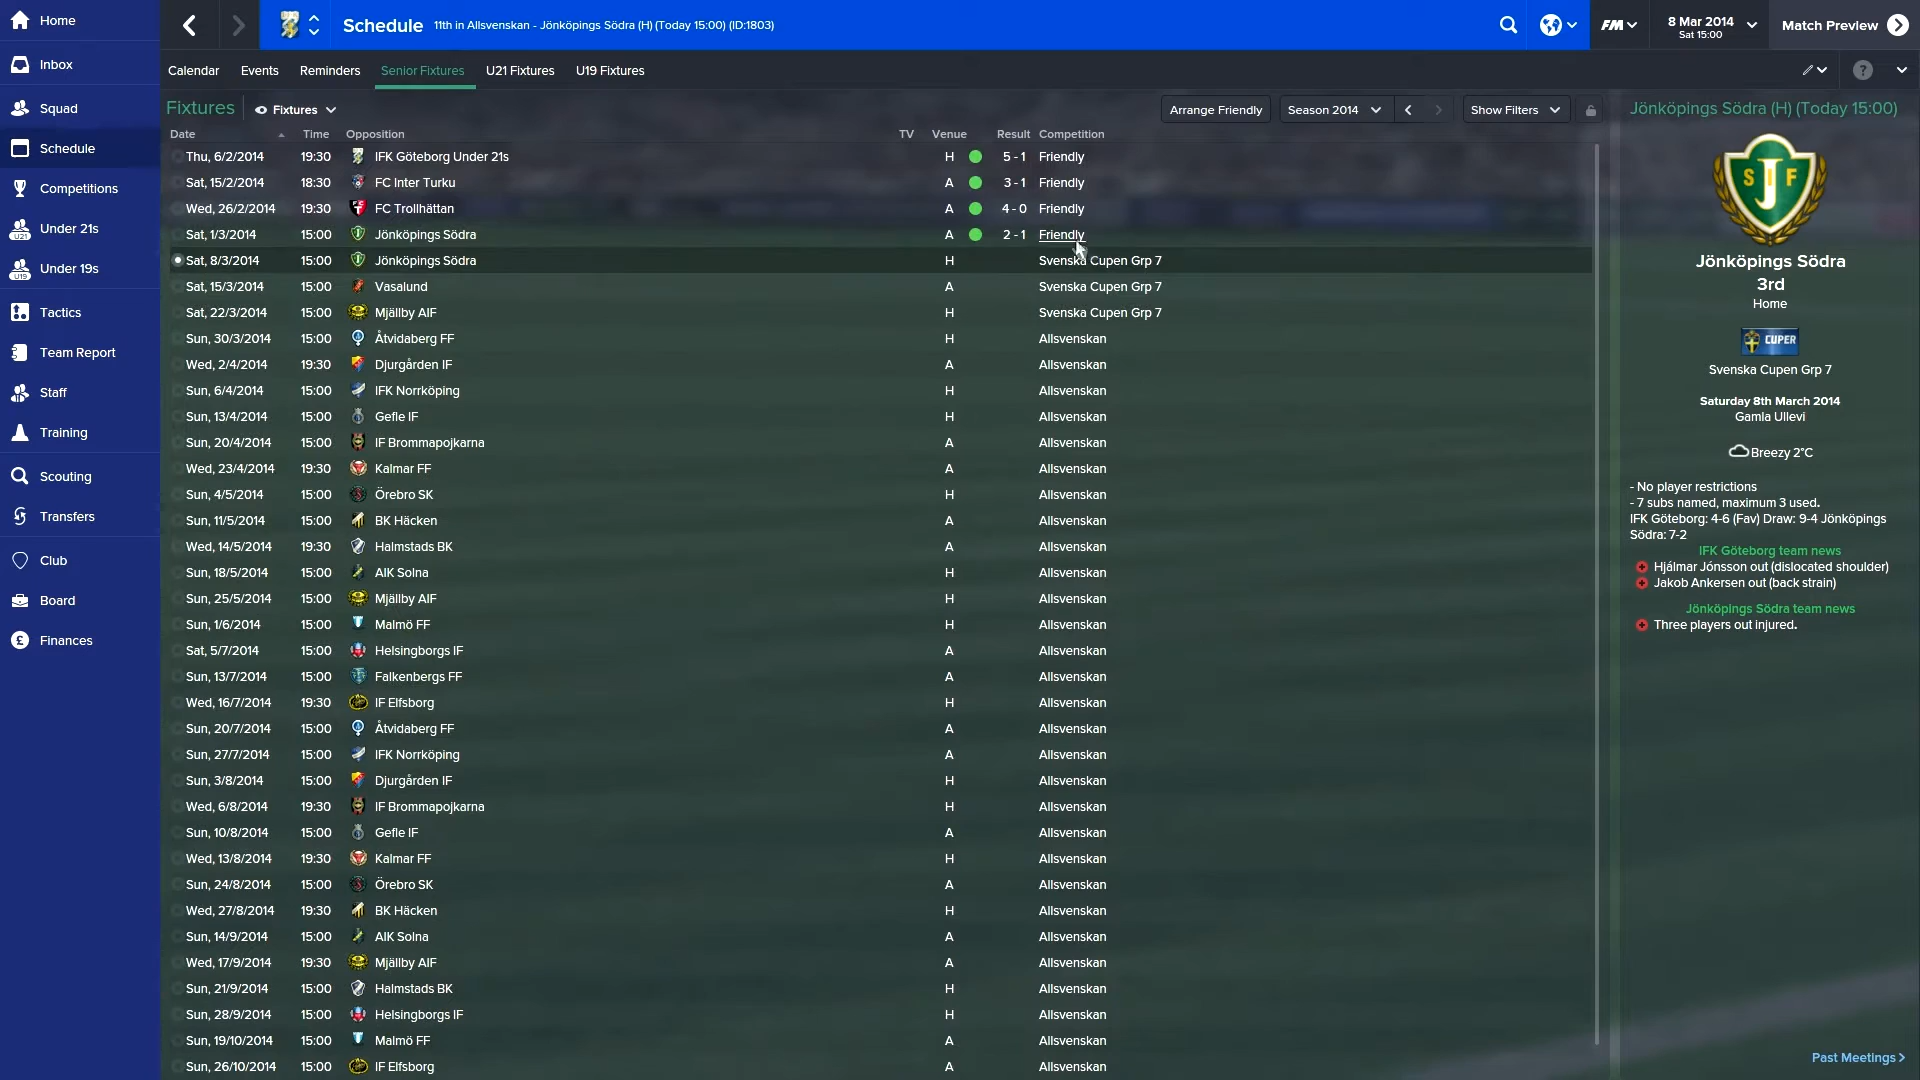 Home
Inbox
Squad
Schedule
Competitions
U21
Under 21s
U19
Under 19s
Tactics
Team Report
Staff
Training
Scouting
Transfers
Club
Board
£ Finances
Schedule 11th in Allsvenskan - Jönköpings Södra (H) (Today 15:00) (ID:1803)
FM
8 Mar 2014
Sat 15:00
Match Preview
Calendar Events Reminders Senior Fixtures U21 Fixtures U19 Fixtures
?
Fixtures Fixtures Arrange Friendly Season 2014 Show Filters
Date Time Opposition TV Venue Result Competition
Thu, 6/2/2014 19:30 IFK Göteborg Under 21s H 5 - 1 Friendly
Sat, 15/2/2014 18:30 FC Inter Turku A 3 - 1 Friendly
Wed, 26/2/2014 19:30 FC Trollhättan A 4 - 0 Friendly
Sat, 1/3/2014 15:00 Jönköpings Södra A 2 - 1 Friendly
Sat, 8/3/2014 15:00 Jönköpings Södra H Svenska Cupen Grp 7
Sat, 15/3/2014 15:00 Vasalund A Svenska Cupen Grp 7
Sat, 22/3/2014 15:00 Mjällby AIF H Svenska Cupen Grp 7
Sun, 30/3/2014 15:00 Åtvidaberg FF H Allsvenskan
Wed, 2/4/2014 19:30 Djurgården IF A Allsvenskan
Sun, 6/4/2014 15:00 IFK Norrköping H Allsvenskan
Sun, 13/4/2014 15:00 Gefle IF H Allsvenskan
Sun, 20/4/2014 15:00 IF Brommapojkarna A Allsvenskan
Wed, 23/4/2014 19:30 Kalmar FF A Allsvenskan
Sun, 4/5/2014 15:00 Örebro SK H Allsvenskan
Sun, 11/5/2014 15:00 BK Häcken A Allsvenskan
Wed, 14/5/2014 19:30 Halmstads BK A Allsvenskan
Sun, 18/5/2014 15:00 AIK Solna H Allsvenskan
Sun, 25/5/2014 15:00 Mjällby AIF H Allsvenskan
Sun, 1/6/2014 15:00 Malmö FF H Allsvenskan
Sat, 5/7/2014 15:00 Helsingborgs IF A Allsvenskan
Sun, 13/7/2014 15:00 Falkenbergs FF A Allsvenskan
Wed, 16/7/2014 19:30 IF Elfsborg H Allsvenskan
Sun, 20/7/2014 15:00 Åtvidaberg FF A Allsvenskan
Sun, 27/7/2014 15:00 IFK Norrköping A Allsvenskan
Sun, 3/8/2014 15:00 Djurgården IF H Allsvenskan
Wed, 6/8/2014 19:30 IF Brommapojkarna H Allsvenskan
Sun, 10/8/2014 15:00 Gefle IF A Allsvenskan
Wed, 13/8/2014 19:30 Kalmar FF H Allsvenskan
Sun, 24/8/2014 15:00 Örebro SK A Allsvenskan
Wed, 27/8/2014 19:30 BK Häcken H Allsvenskan
Sun, 14/9/2014 15:00 AIK Solna A Allsvenskan
Wed, 17/9/2014 19:30 Mjällby AIF A Allsvenskan
Sun, 21/9/2014 15:00 Halmstads BK H Allsvenskan
Sun, 28/9/2014 15:00 Helsingborgs IF H Allsvenskan
Sun, 19/10/2014 15:00 Malmö FF A Allsvenskan
Sun, 26/10/2014 15:00 IF Elfsborg A Allsvenskan
Jönköpings Södra (H) (Today 15:00)
S J I F
Jönköpings Södra
3rd
Home
CUPER
Svenska Cupen Grp 7
Saturday 8th March 2014
Gamla Ullevi
Breezy 2°C
- No player restrictions
- 7 subs named, maximum 3 used.
IFK Göteborg: 4-6 (Fav) Draw: 9-4 Jönköpings
Södra: 7-2
IFK Göteborg team news
Hjálmar Jónsson out (dislocated shoulder)
Jakob Ankersen out (back strain)
Jönköpings Södra team news
Three players out injured.
Past Meetings >